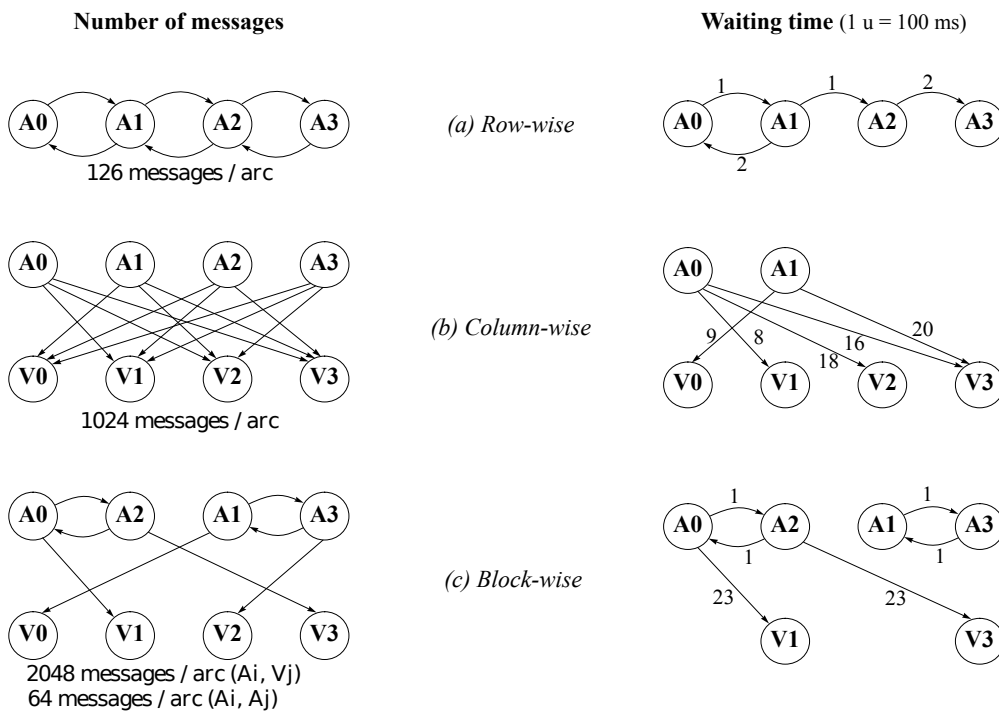 Number of messages
Waiting time (1 u = 100 ms)
A0 A1 A2 A3
126 messages / arc
(a) Row-wise
1 1 2
A0 A1 A2 A3
2
A0 A1 A2 A3
V0 V1 V2 V3
1024 messages / arc
(b) Column-wise
A0 A1
9 8 18 16 20
V0 V1 V2 V3
A0 A2 A1 A3
V0 V1 V2 V3
2048 messages / arc (Ai, Vj)
64 messages / arc (Ai, Aj)
(c) Block-wise
1 1
A0 A2 A1 A3
1 1
23 23
V1 V3